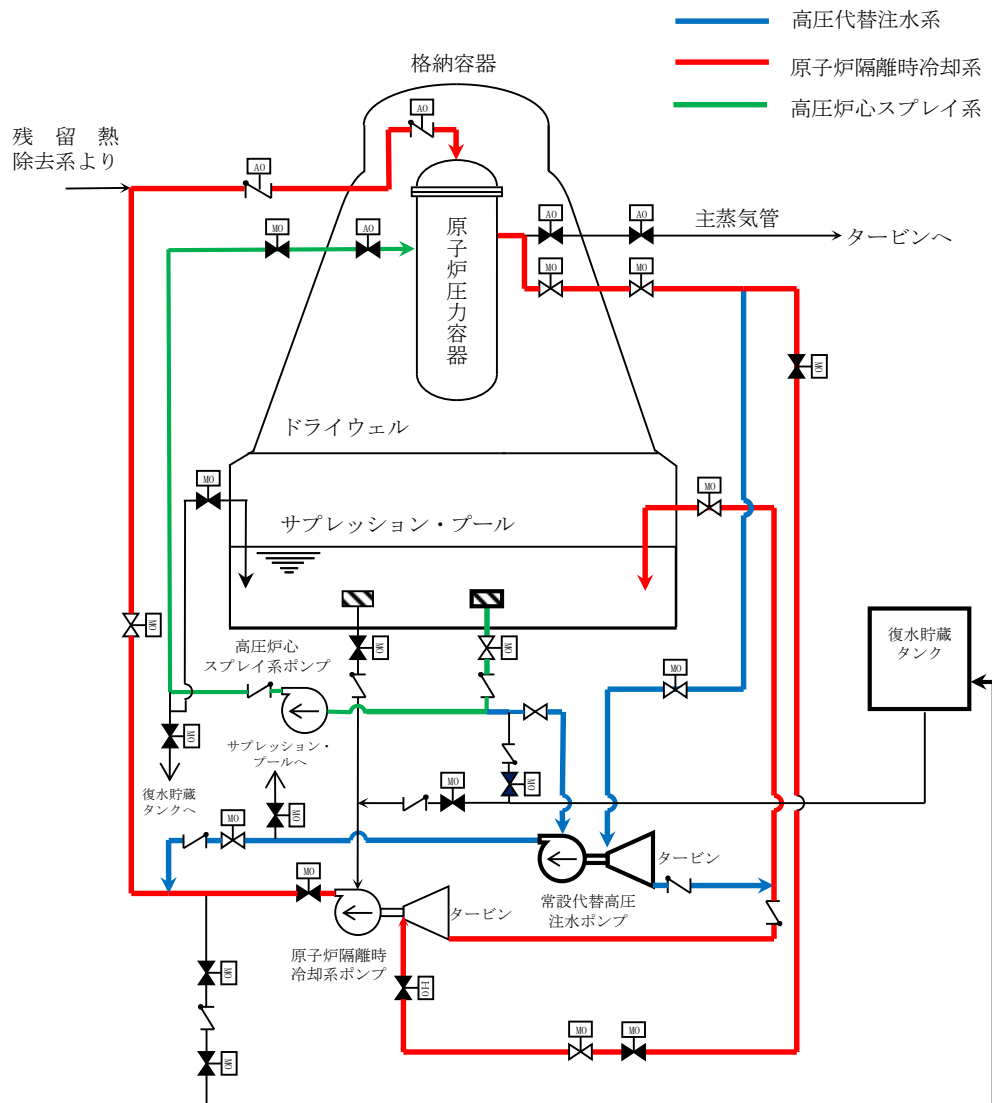 高圧代替注水系
原子炉隔離時冷却系
高圧炉心スプレイ系
格納容器
AO
残留熱
除去系より
AO
MO
AO
AO
AO
主蒸気管
タービンへ
原子炉圧力容器
MO
MO
MO
ドライウェル
MO
MO
サプレッション・プール
MO
高圧炉心
スプレイ系ポンプ
MO
MO
復水貯蔵
タンク
MO
MO
サプレッション・
プールへ
復水貯蔵
タンクへ
MO
MO
MO
MO
タービン
MO
常設代替高圧
注水ポンプ
タービン
原子炉隔離時
冷却系ポンプ
MO
HO
MO
MO
MO